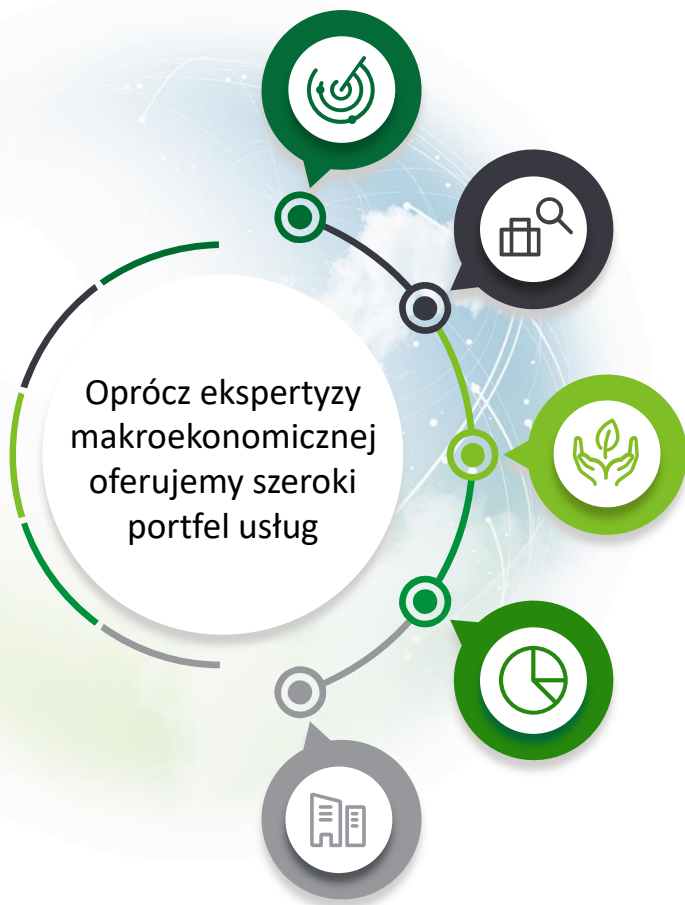 Oprócz ekspertyzy
makroekonomicznej
oferujemy szeroki
portfel usług